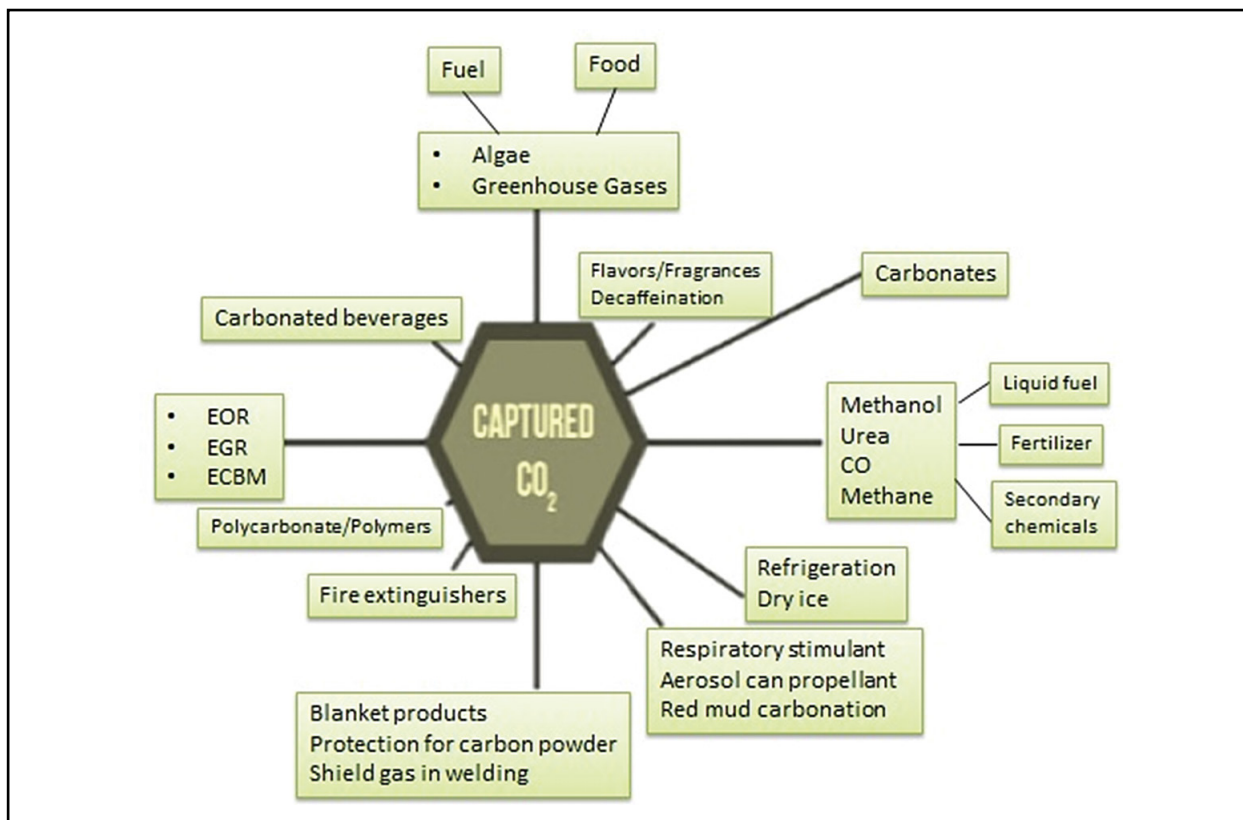 Fuel
Food
• Algae
• Greenhouse Gases
Flavors/Fragrances
Decaffeination
Carbonates
Carbonated beverages
CAPTURED
CO₂
• EOR
• EGR
• ECBM
Methanol
Urea
CO
Methane
Liquid fuel
Fertilizer
Secondary
chemicals
Polycarbonate/Polymers
Fire extinguishers
Refrigeration
Dry ice
Respiratory stimulant
Aerosol can propellant
Red mud carbonation
Blanket products
Protection for carbon powder
Shield gas in welding